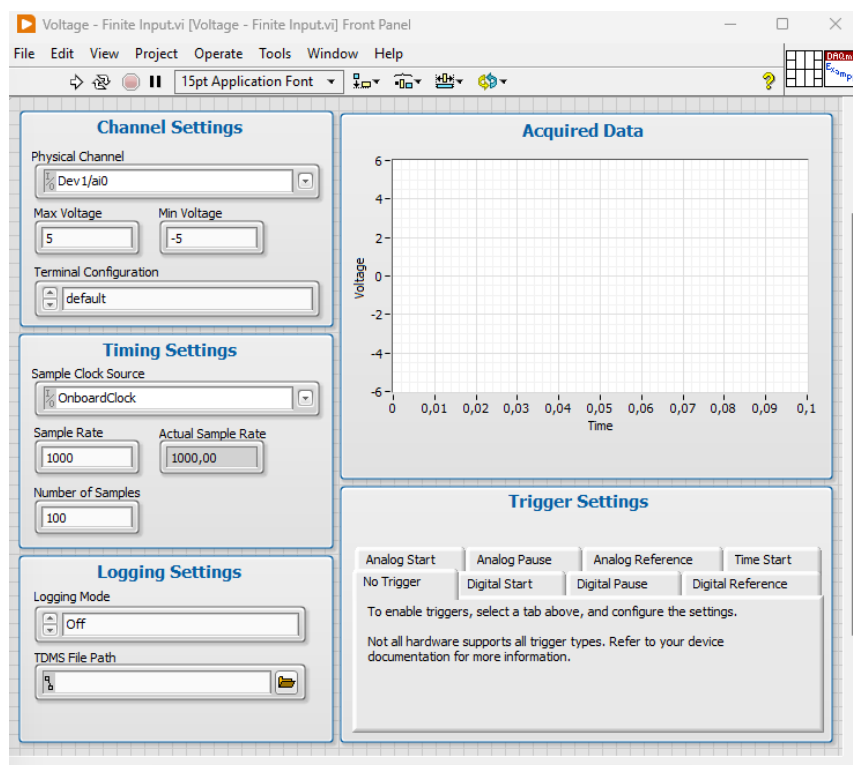 Voltage - Finite Input.vi [Voltage - Finite Input.vi] Front Panel
File Edit View Project Operate Tools Window Help
15pt Application Font
?
DAQm
Examp
Channel Settings
Physical Channel
I/O Dev1/ai0
Max Voltage Min Voltage
5 -5
Terminal Configuration
default
Timing Settings
Sample Clock Source
I/O OnboardClock
Sample Rate Actual Sample Rate
1000 1000,00
Number of Samples
100
Logging Settings
Logging Mode
Off
TDMS File Path
Acquired Data
6
4
2
0
-2
-4
-6
Voltage
0 0,01 0,02 0,03 0,04 0,05 0,06 0,07 0,08 0,09 0,1
Time
Trigger Settings
Analog Start Analog Pause Analog Reference Time Start
No Trigger Digital Start Digital Pause Digital Reference
To enable triggers, select a tab above, and configure the settings.
Not all hardware supports all trigger types. Refer to your device
documentation for more information.